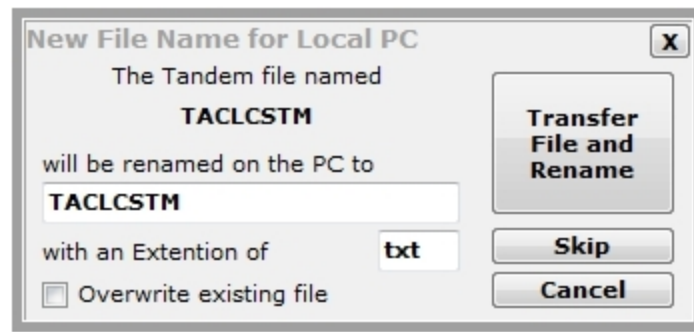 New File Name for Local PC
X
The Tandem file named
TACLCSTM
will be renamed on the PC to
TACLCSTM
with an Extention of txt
Overwrite existing file
Transfer
File and
Rename
Skip
Cancel